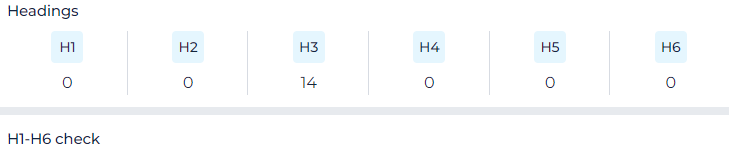 Headings
H1 H2 H3 H4 H5 H6
0 0 14 0 0 0
H1-H6 check